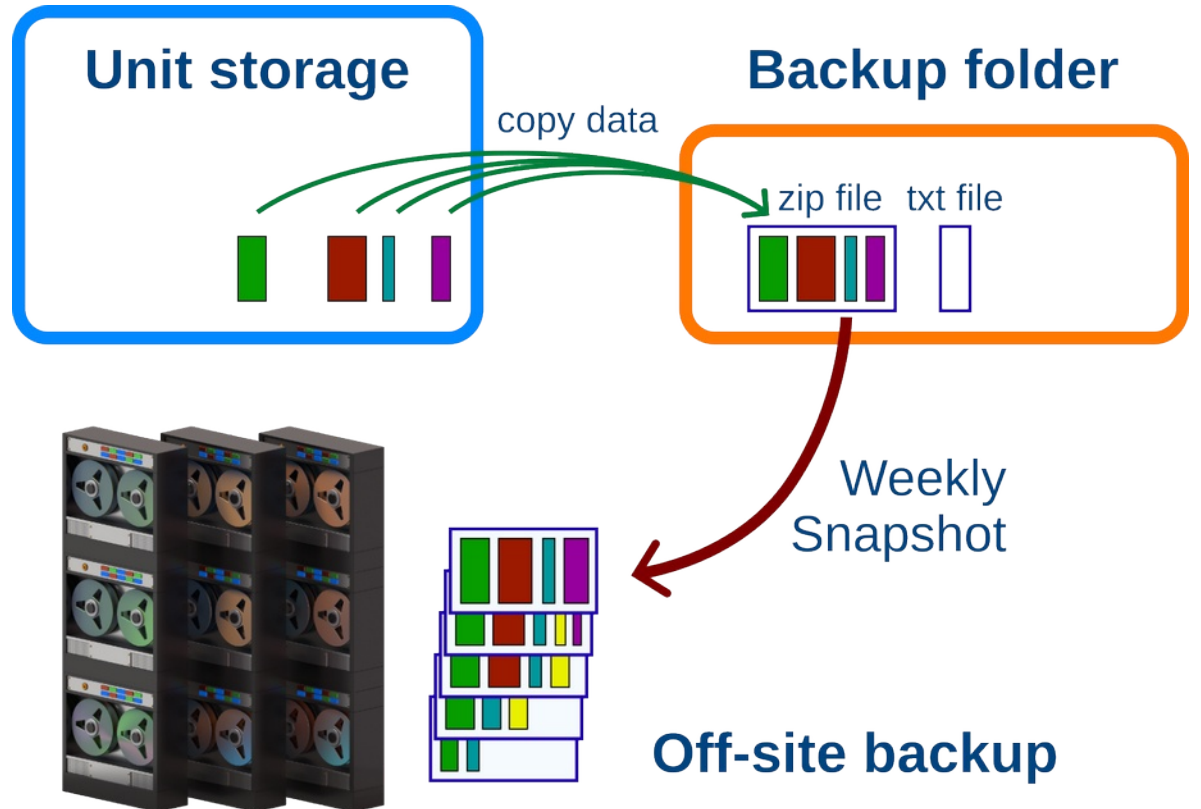 Unit storage
Backup folder
copy data
zip file
txt file
Weekly
Snapshot
Off-site backup